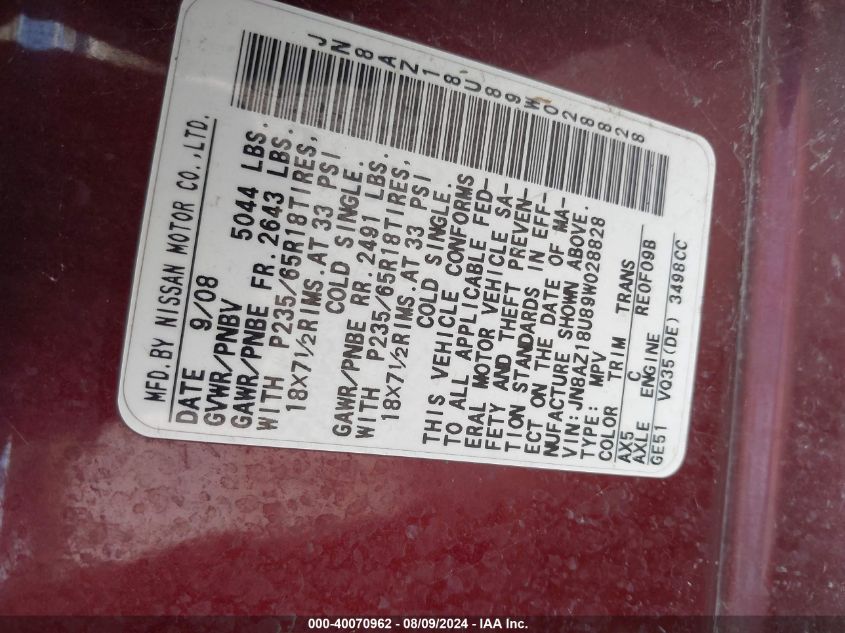 JN8AZ18U89W028828
MFD.BY NISSAN MOTOR CO.,LTD.
DATE 9/08
GVWR/PNBV 5044 LBS.
GAWR/PNBE FR.2643 LBS.
WITH P235/65R18TIRES,
18X7½RIMS.AT 33 PSI
COLD SINGLE.
GAWR/PNBE RR.2491 LBS.
WITH P235/65R18TIRES,
18X7½RIMS.AT 33 PSI
COLD SINGLE.
THIS VEHICLE CONFORMS
TO ALL APPLICABLE FED-
ERAL MOTOR VEHICLE SA-
FETY AND THEFT PREVEN-
TION STANDARDS IN EFF-
ECT ON THE DATE OF MA-
NUFACTURE SHOWN ABOVE.
VIN:JN8AZ18U89W028828
TYPE: MPV
COLOR TRIM TRANS
AX5 C RE0F09B
AXLE ENGINE
GE51 VQ35(DE) 3498CC
000-40070962 - 08/09/2024 - IAA Inc.